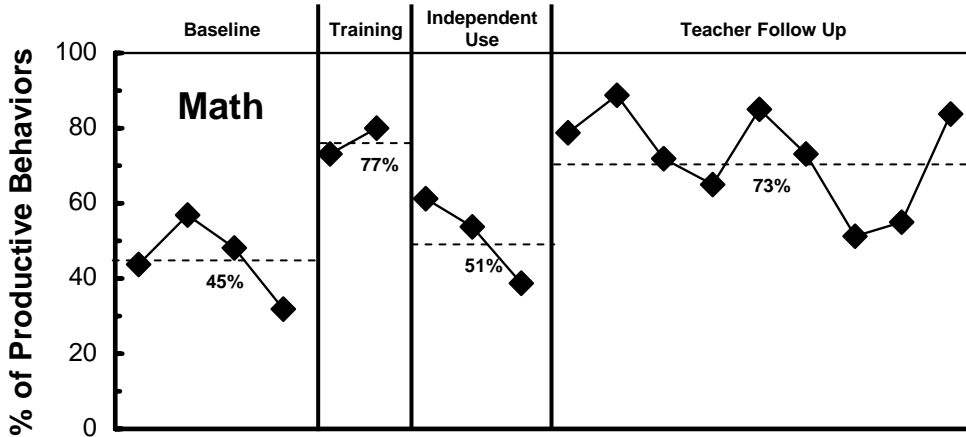 Baseline
Training
Independent
Use
Teacher Follow Up
% of Productive Behaviors
100
80
60
40
20
0
Math
45%
77%
51%
73%